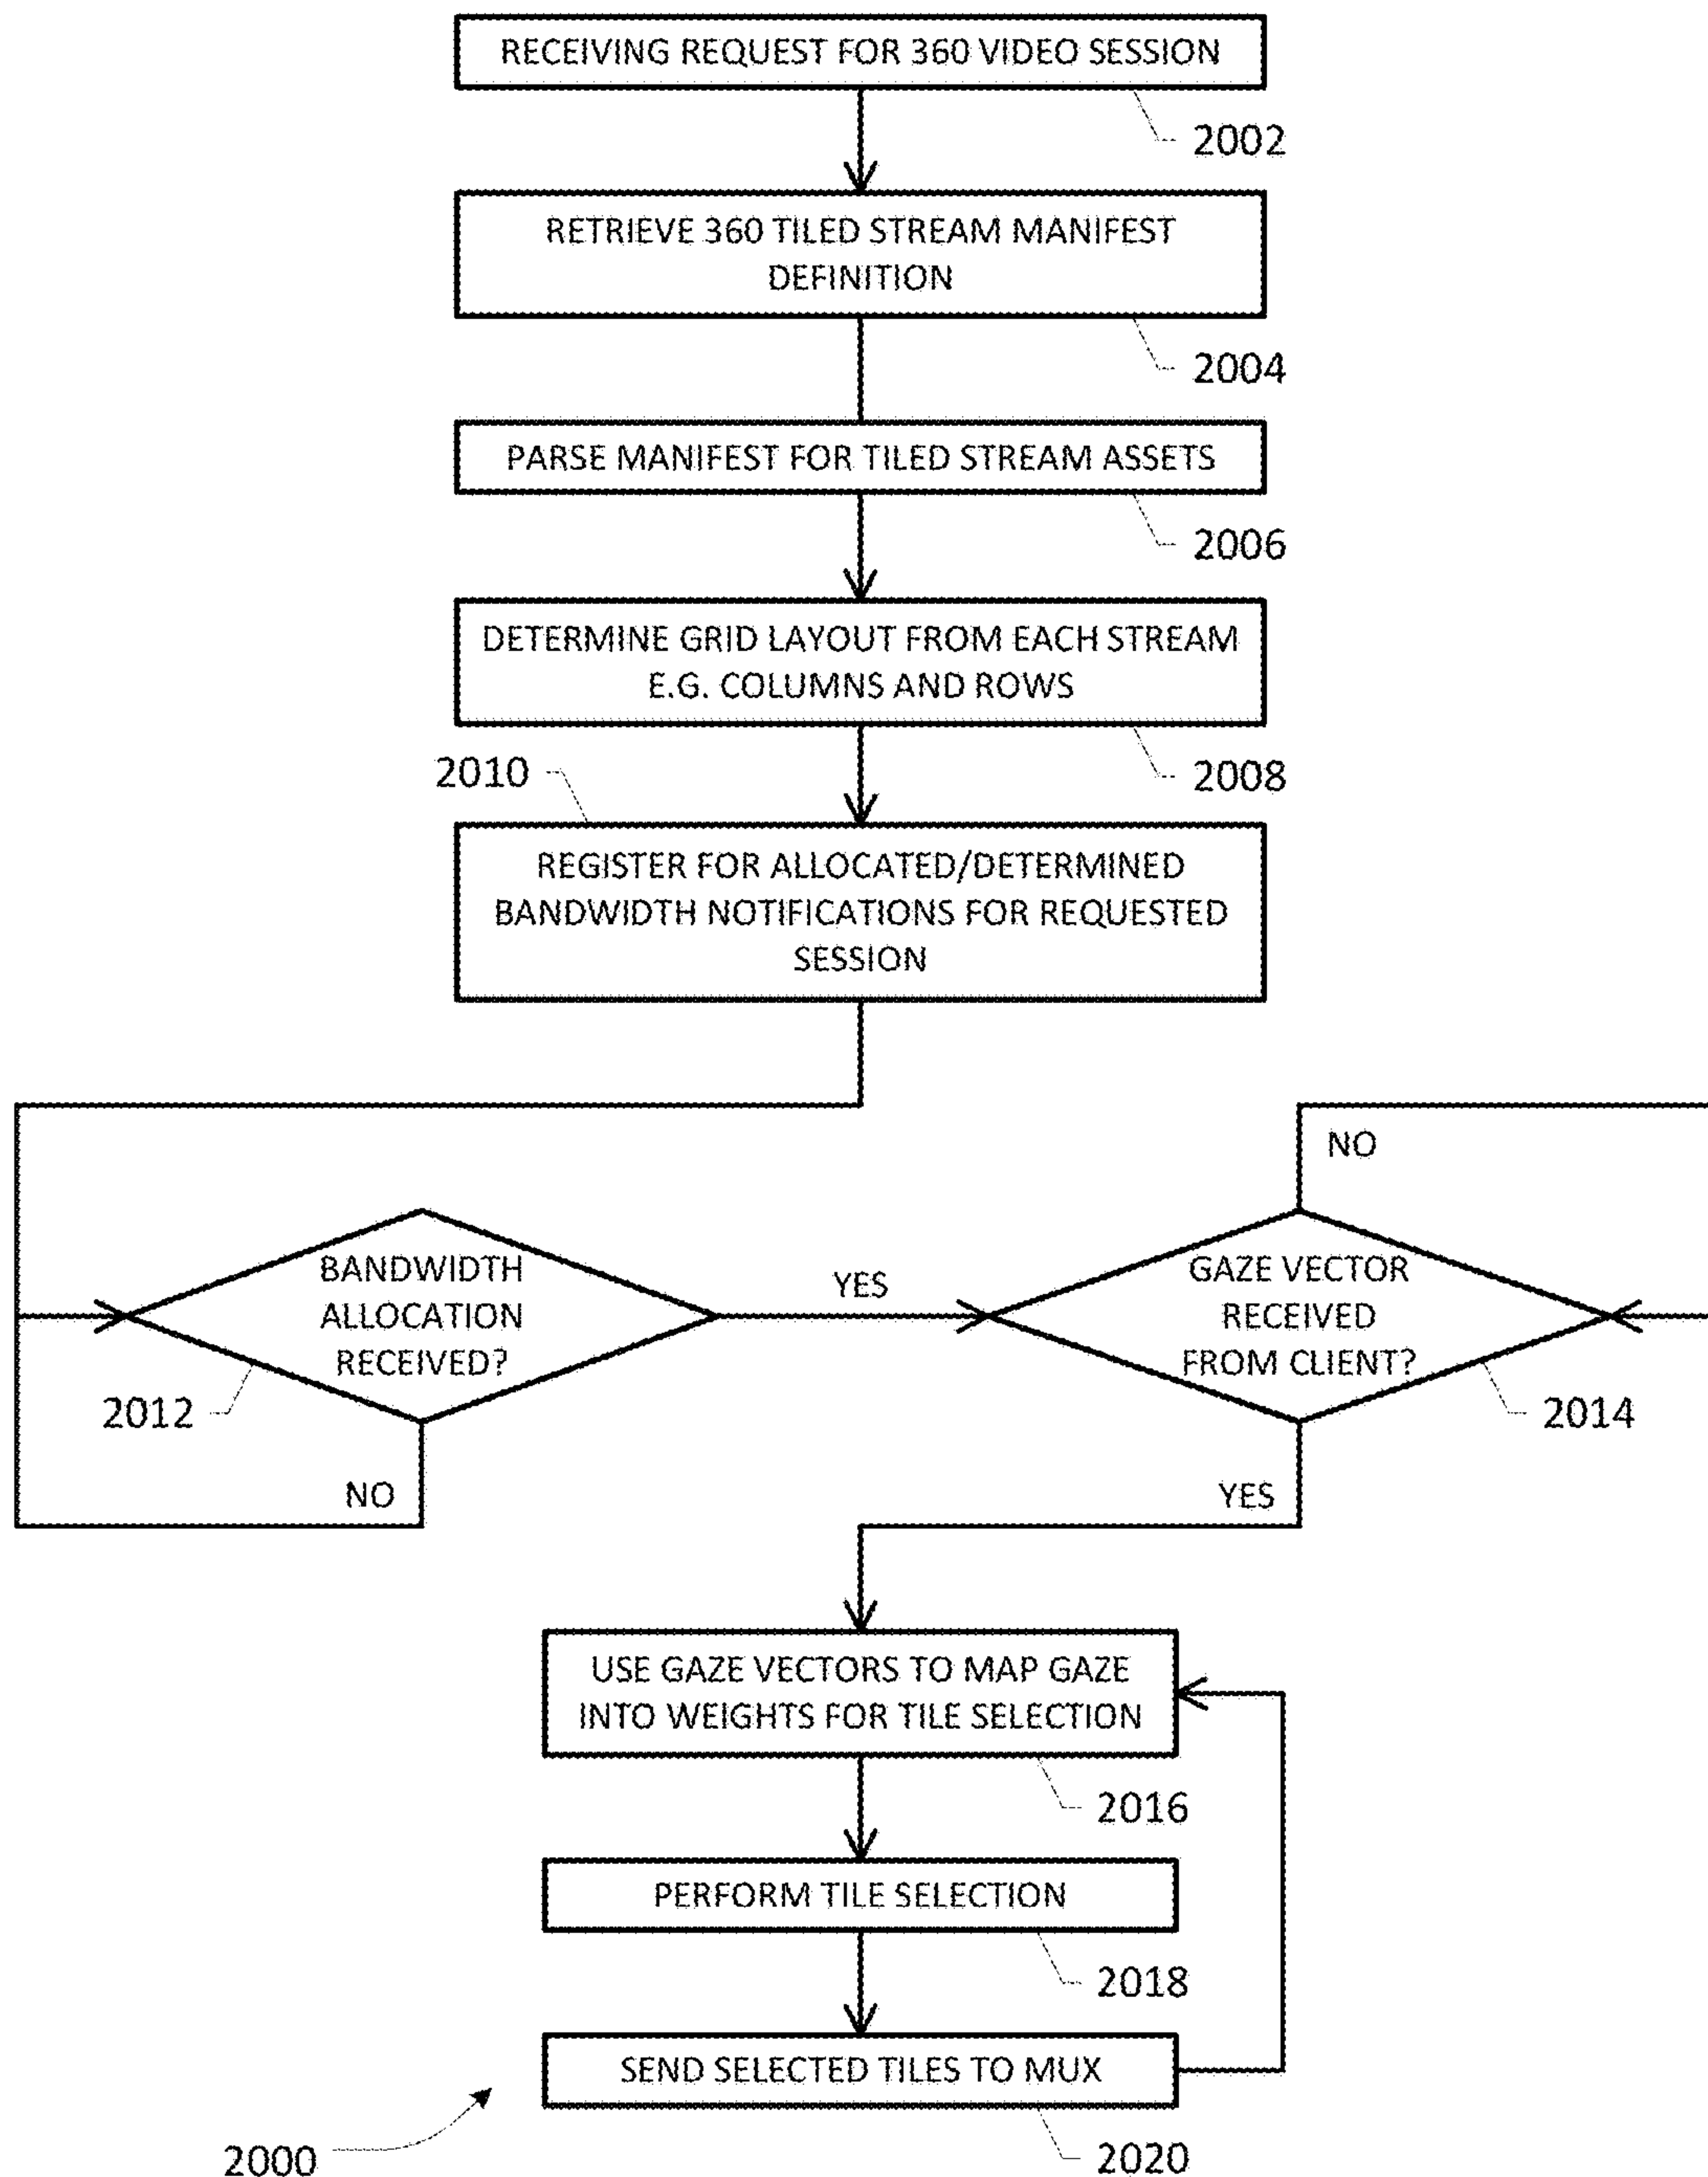 RECEIVING REQUEST FOR 360 VIDEO SESSION
2002
RETRIEVE 360 TILED STREAM MANIFEST
DEFINITION
2004
PARSE MANIFEST FOR TILED STREAM ASSETS
2006
DETERMINE GRID LAYOUT FROM EACH STREAM
E.G. COLUMNS AND ROWS
2008
2010
REGISTER FOR ALLOCATED/DETERMINED
BANDWIDTH NOTIFICATIONS FOR REQUESTED
SESSION
BANDWIDTH
ALLOCATION
RECEIVED?
2012
NO
YES
NO
GAZE VECTOR
RECEIVED
FROM CLIENT?
2014
YES
USE GAZE VECTORS TO MAP GAZE
INTO WEIGHTS FOR TILE SELECTION
2016
PERFORM TILE SELECTION
2018
SEND SELECTED TILES TO MUX
2020
2000